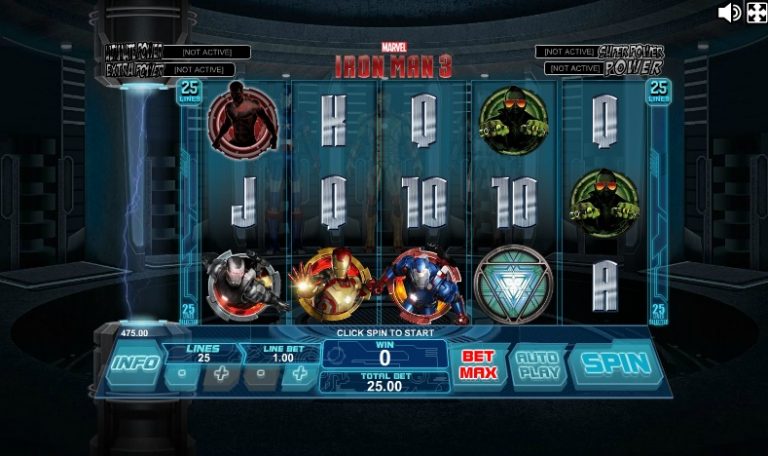 ULTIMATE POWER [NOT ACTIVE]
EXTRA POWER [NOT ACTIVE]
MARVEL
IRON MAN 3
[NOT ACTIVE] SUPER POWER
[NOT ACTIVE] POWER
25 LINES
25 LINES
K Q Q
J Q 10 10
A
25
25
475.00
CLICK SPIN TO START
INFO
LINES
25
- +
LINE BET
1.00
- +
WIN
0
TOTAL BET
25.00
BET MAX
AUTO PLAY
SPIN